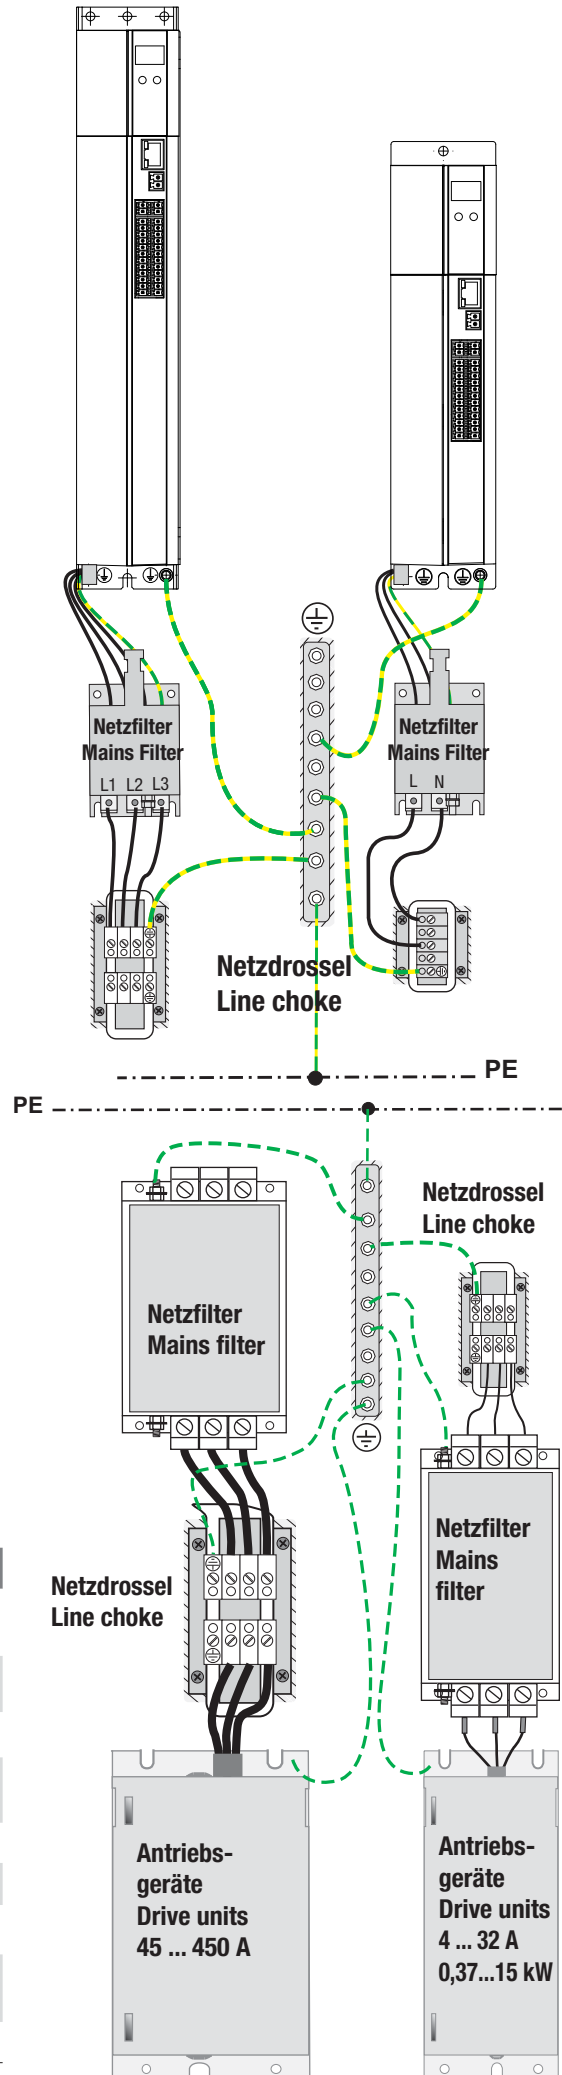 Netzfilter
Mains Filter
L1 L2 L3
Netzfilter
Mains Filter
L N
Netzdrossel
Line choke
PE
PE
Netzdrossel
Line choke
Netzfilter
Mains filter
Netzfilter
Mains
filter
Netzdrossel
Line choke
Antriebs-
geräte
Drive units
45 ... 450 A
Antriebs-
geräte
Drive units
4 ... 32 A
0,37...15 kW